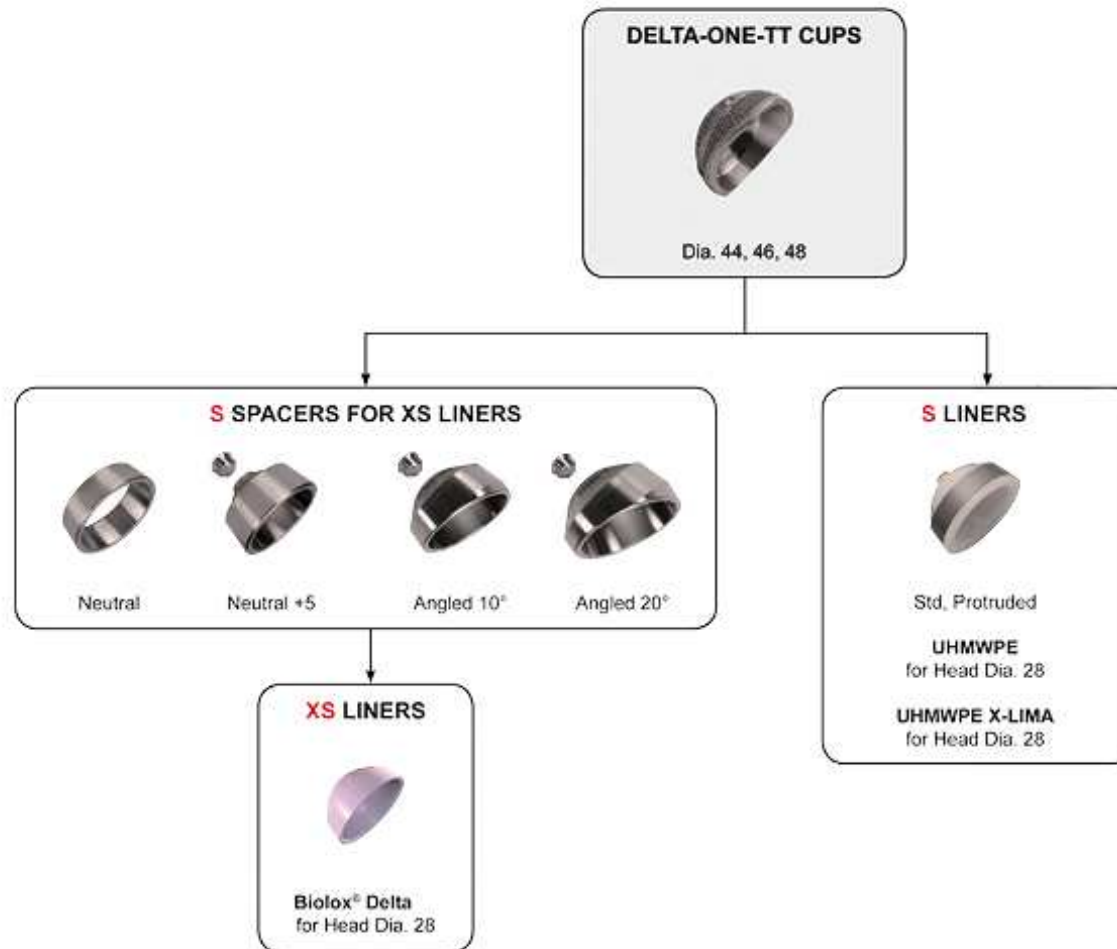 DELTA-ONE-TT CUPS
Dia. 44, 46, 48
S SPACERS FOR XS LINERS
Neutral
Neutral +5
Angled 10°
Angled 20°
S LINERS
Std, Protruded
UHMWPE
for Head Dia. 28
UHMWPE X-LIMA
for Head Dia. 28
XS LINERS
Biolox® Delta
for Head Dia. 28